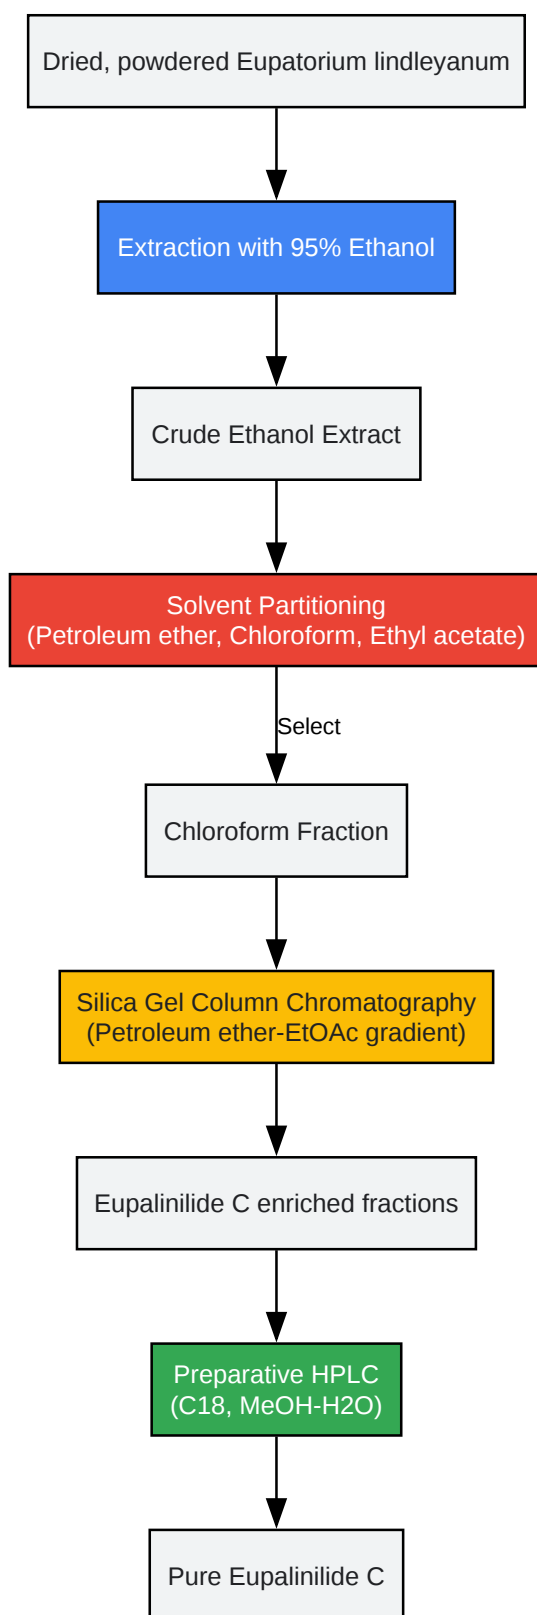 Dried, powdered Eupatorium lindleyanum
Extraction with 95% Ethanol
Crude Ethanol Extract
Solvent Partitioning
(Petroleum ether, Chloroform, Ethyl acetate)
Select
Chloroform Fraction
Silica Gel Column Chromatography
(Petroleum ether-EtOAc gradient)
Eupalinilide C enriched fractions
Preparative HPLC
(C18, MeOH-H2O)
Pure Eupalinilide C